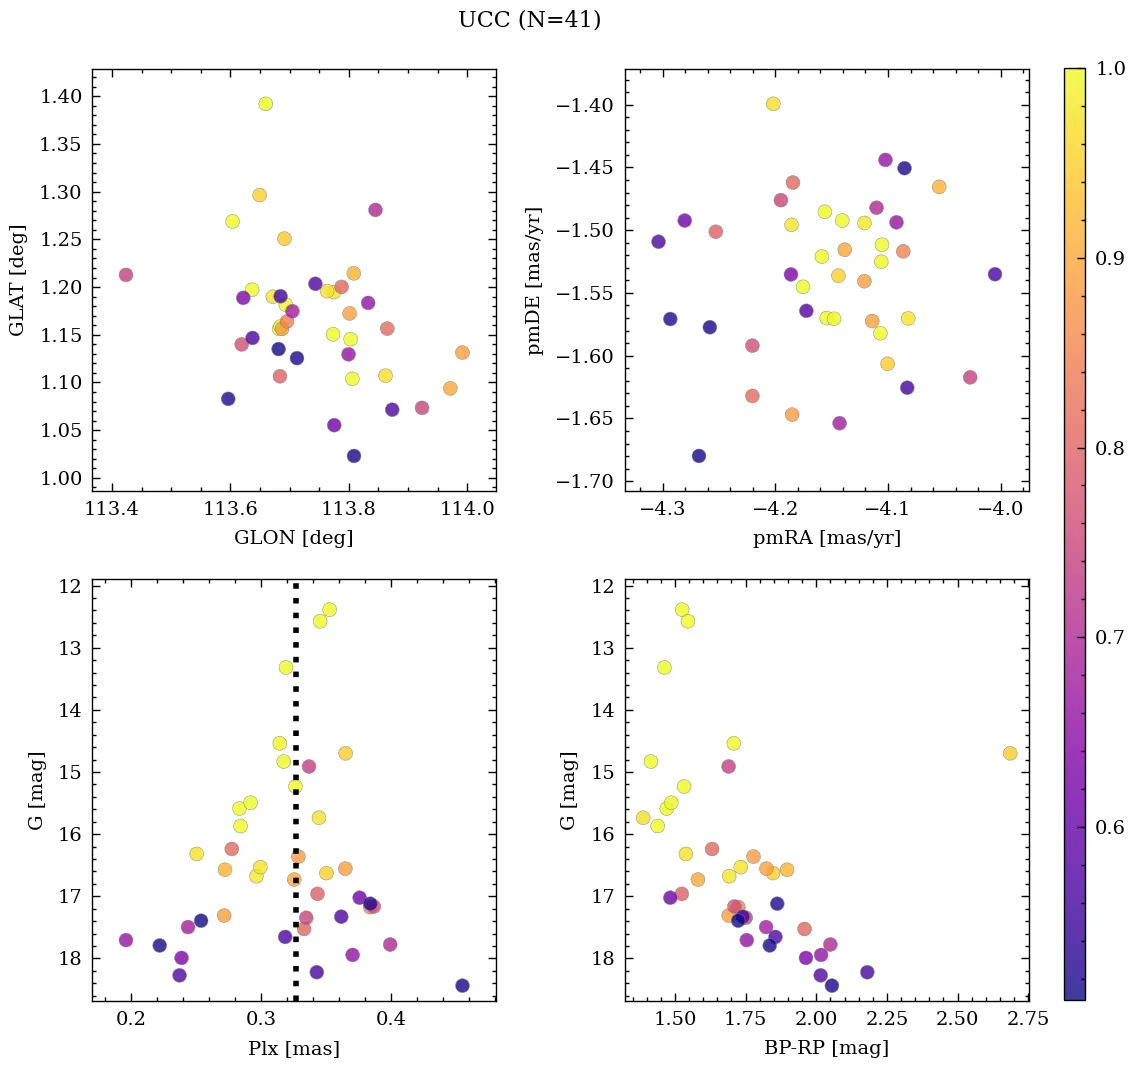 UCC (N=41)
1.40
1.35
1.30
1.25
1.20
1.15
1.10
1.05
1.00
GLAT [deg]
113.4 113.6 113.8 114.0
GLON [deg]
−1.40
−1.45
−1.50
−1.55
−1.60
−1.65
−1.70
pmDE [mas/yr]
−4.3 −4.2 −4.1 −4.0
pmRA [mas/yr]
12
13
14
15
16
17
18
G [mag]
0.2 0.3 0.4
Plx [mas]
12
13
14
15
16
17
18
G [mag]
1.50 1.75 2.00 2.25 2.50 2.75
BP-RP [mag]
1.0
0.9
0.8
0.7
0.6